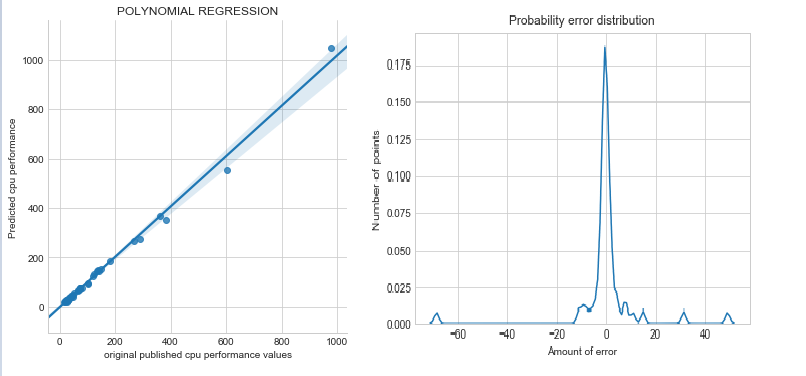 POLYNOMIAL REGRESSION
Predicted cpu performance
1000
800
600
400
200
0
0 200 400 600 800 1000
original published cpu performance values
Probability error distribution
Number of points
0.175
0.150
0.125
0.100
0.075
0.050
0.025
0.000
-60 -40 -20 0 20 40
Amount of error